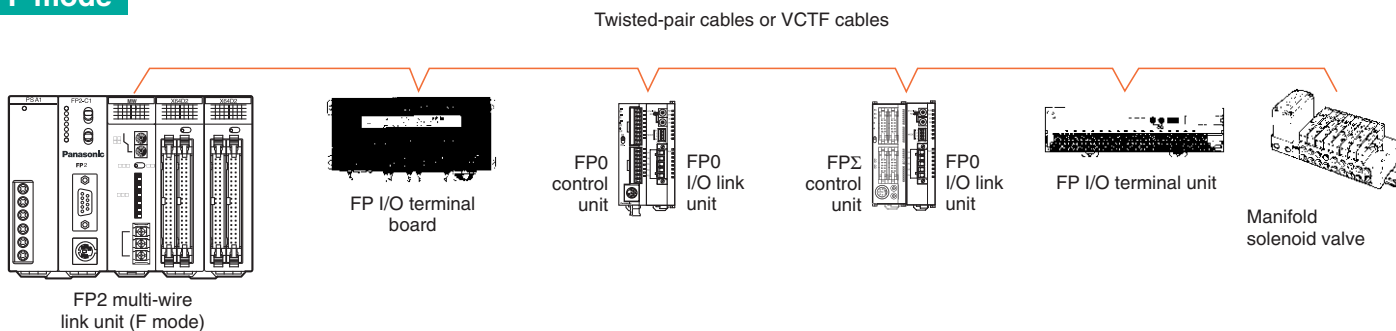 F mode
Twisted-pair cables or VCTF cables
PSA1
FP2-C1
MW
X64D2
X64D2
Panasonic
FP2
FP I/O terminal
board
FP0
control
unit
FP0
I/O link
unit
FPΣ
control
unit
FP0
I/O link
unit
FP I/O terminal unit
Manifold
solenoid valve
FP2 multi-wire
link unit (F mode)